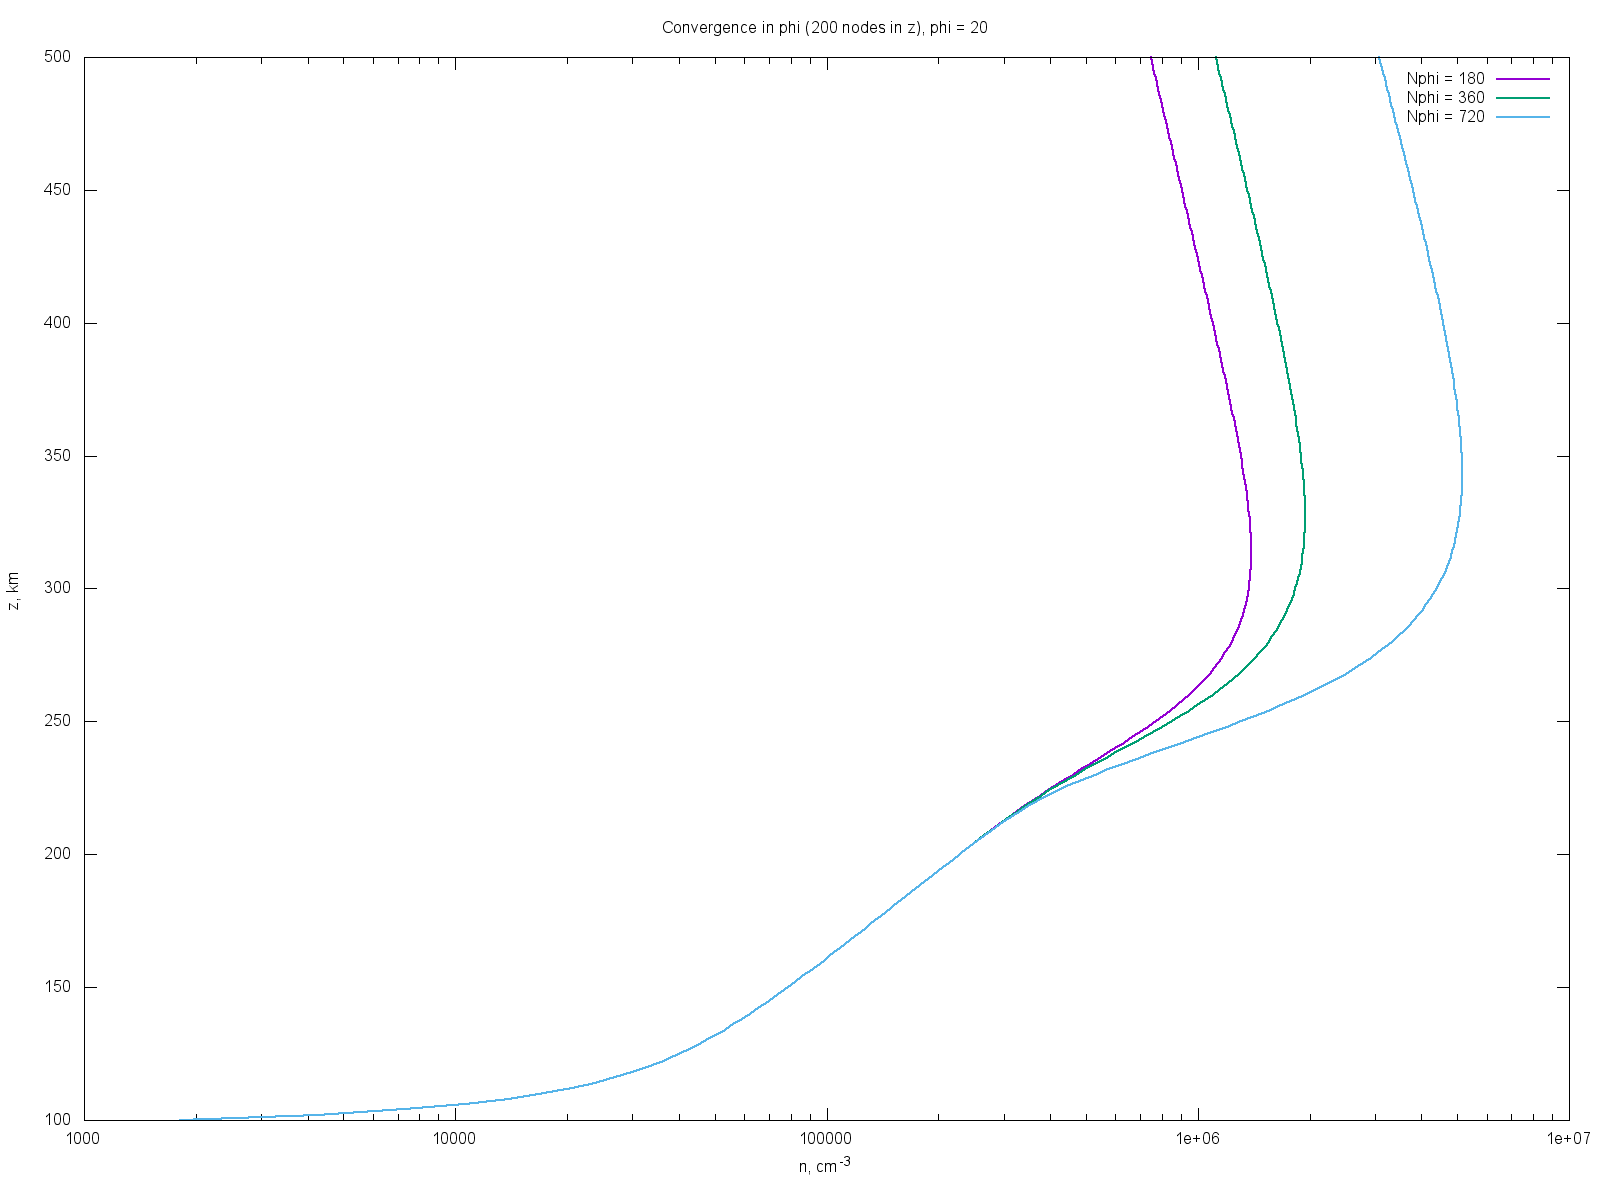 Convergence in phi (200 nodes in z), phi = 20
500
450
400
350
300
250
200
150
100
z, km
Nphi = 180
Nphi = 360
Nphi = 720
1000
10000
100000
1e+06
1e+07
n, cm-3